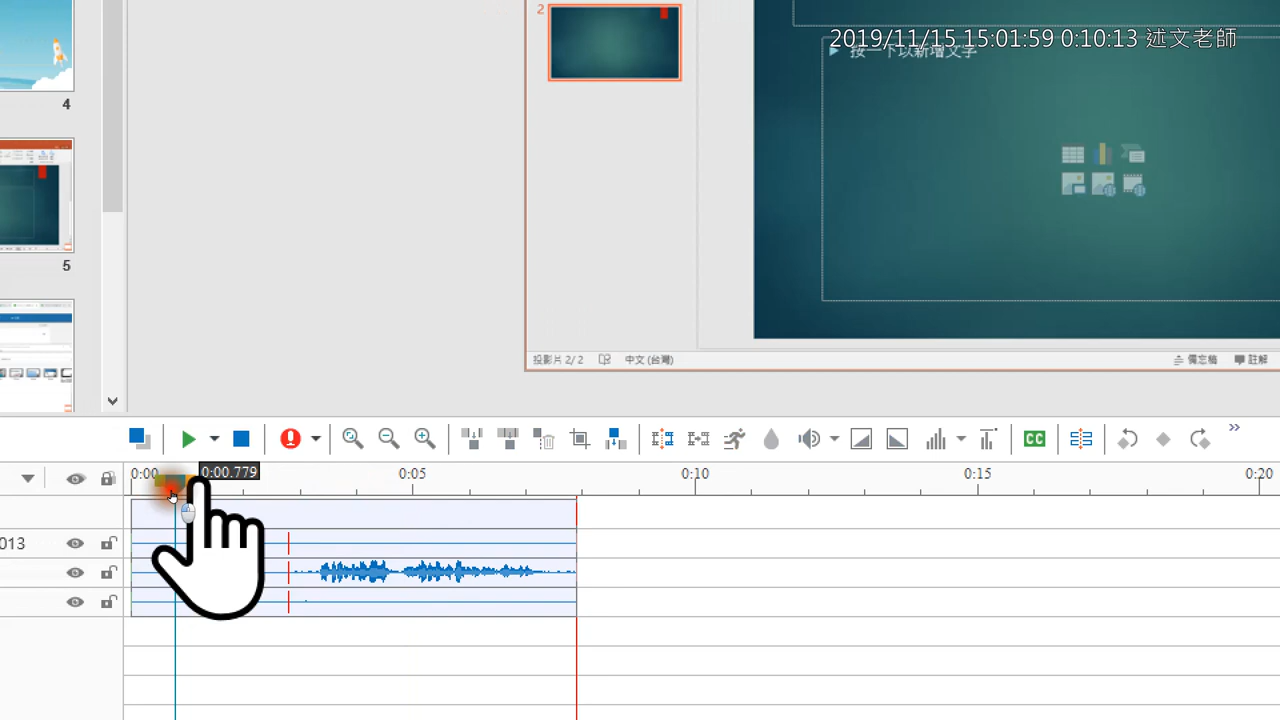 2
2019/11/15 15:01:59 0:10:13 述文老師
按一下以新增文字
4
5
投影片 2/2
中文 (台灣)
備忘稿
註解
CC
0:00
0:00.779
0:05
0:10
0:15
0:20
013